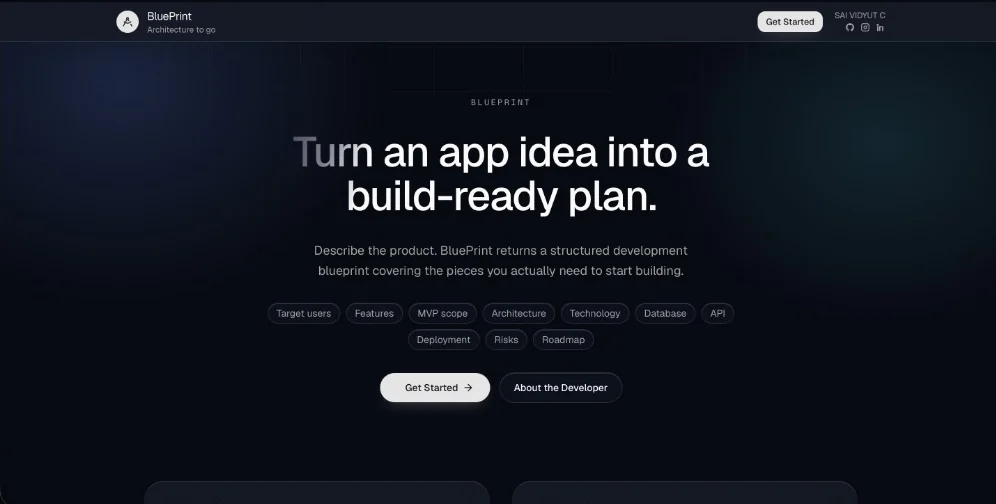 BluePrint
Architecture to go
Get Started
SAI VIDYUT C
BLUEPRINT
Turn an app idea into a
build-ready plan.
Describe the product. BluePrint returns a structured development
blueprint covering the pieces you actually need to start building.
Target users Features MVP scope Architecture Technology Database API
Deployment Risks Roadmap
Get Started → About the Developer